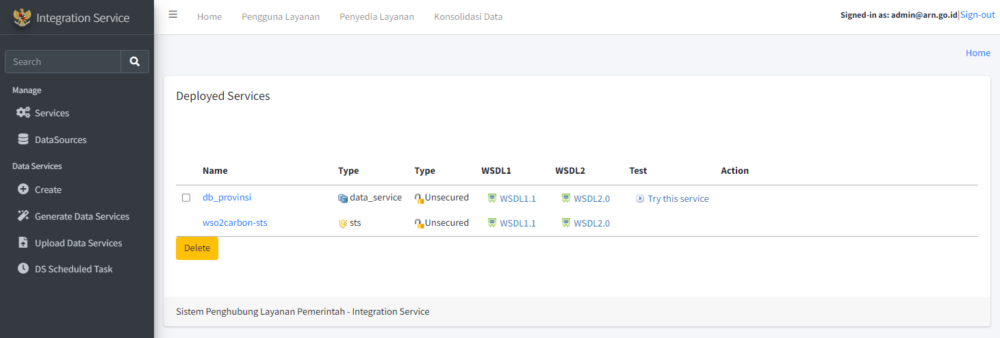 Integration Service
Home Pengguna Layanan Penyedia Layanan Konsolidasi Data
Signed-in as: admin@arn.go.id|Sign-out
Search
Manage
Services
DataSources
Data Services
Create
Generate Data Services
Upload Data Services
DS Scheduled Task
Home
Deployed Services
Name Type Type WSDL1 WSDL2 Test Action
db_provinsi data_service Unsecured WSDL1.1 WSDL2.0 Try this service
wso2carbon-sts sts Unsecured WSDL1.1 WSDL2.0
Delete
Sistem Penghubung Layanan Pemerintah - Integration Service